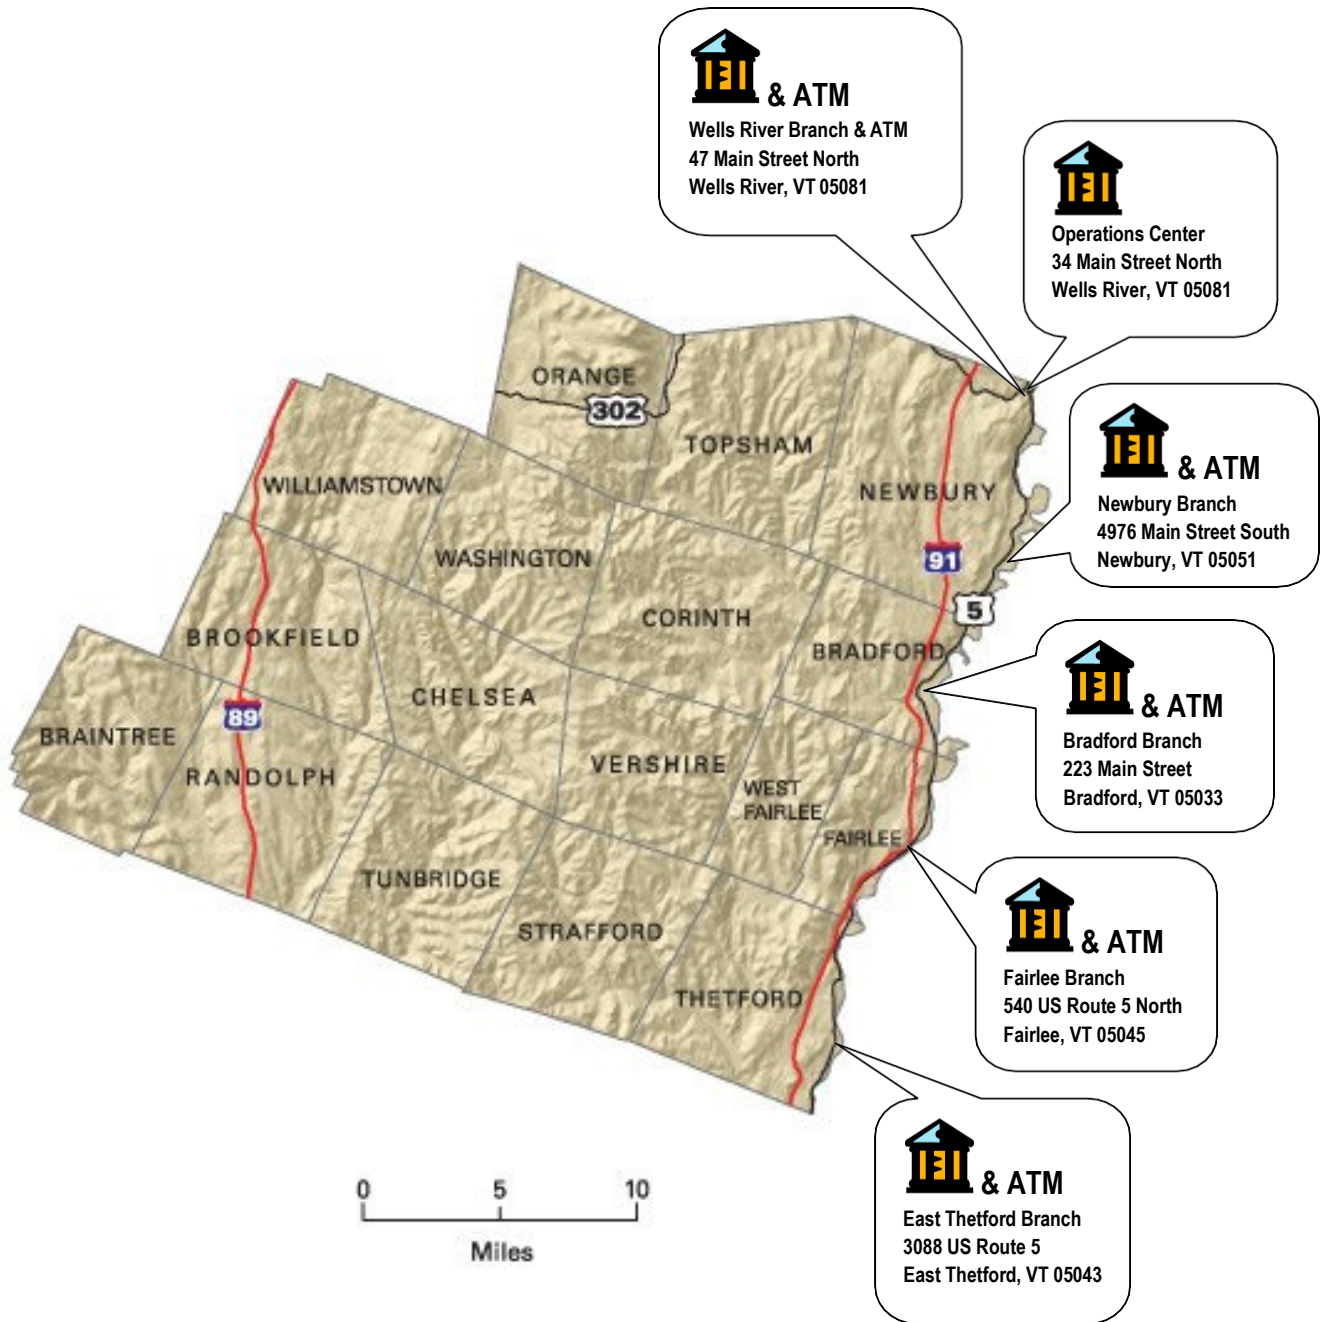 & ATM
Wells River Branch & ATM
47 Main Street North
Wells River, VT 05081
Operations Center
34 Main Street North
Wells River, VT 05081
ORANGE
302
TOPSHAM
& ATM
Newbury Branch
4976 Main Street South
Newbury, VT 05051
WILLIAMSTOWN
NEWBURY
WASHINGTON
91
5
CORINTH
BROOKFIELD
BRADFORD
CHELSEA
& ATM
Bradford Branch
223 Main Street
Bradford, VT 05033
89
BRAINTREE
RANDOLPH
VERSHIRE
WEST
FAIRLEE
FAIRLEE
TUNBRIDGE
STRAFFORD
& ATM
Fairlee Branch
540 US Route 5 North
Fairlee, VT 05045
THETFORD
& ATM
East Thetford Branch
3088 US Route 5
East Thetford, VT 05043
0 5 10
Miles